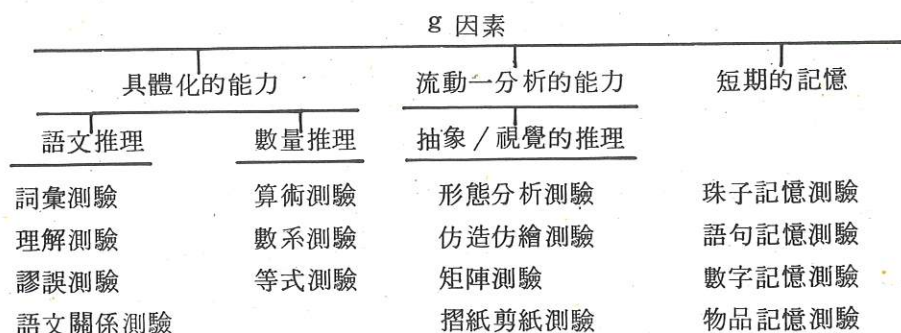 g 因素
具體化的能力 流動一分析的能力 短期的記憶
語文推理 數量推理 抽象 / 視覺的推理
詞彙測驗 算術測驗 形態分析測驗 珠子記憶測驗
理解測驗 數系測驗 仿造仿繪測驗 語句記憶測驗
謬誤測驗 等式測驗 矩陣測驗 數字記憶測驗
語文關係測驗 摺紙剪紙測驗 物品記憶測驗